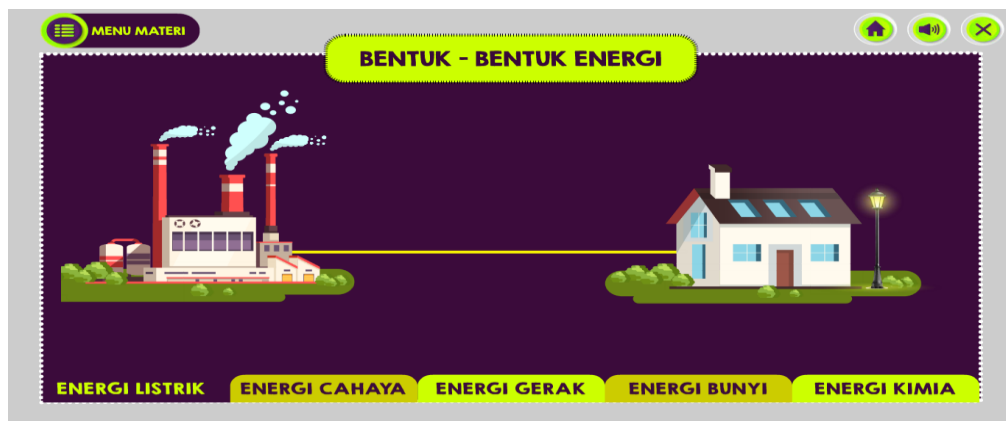 MENU MATERI
BENTUK - BENTUK ENERGI
ENERGI LISTRIK
ENERGI CAHAYA
ENERGI GERAK
ENERGI BUNYI
ENERGI KIMIA